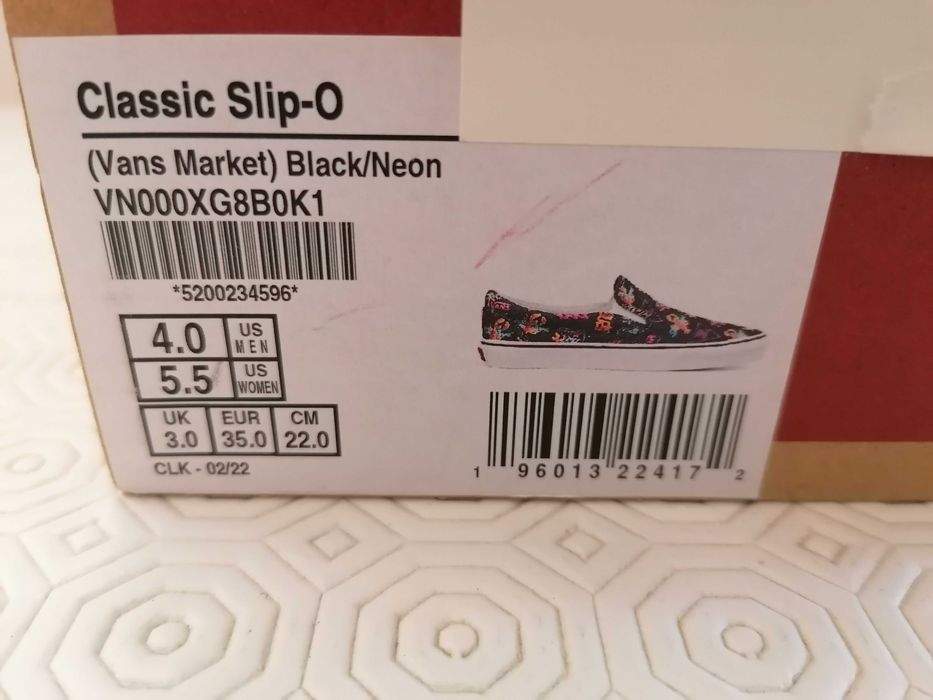 Classic Slip-O
(Vans Market) Black/Neon
VN000XG8B0K1
*5200234596*
4.0 US MEN
5.5 US WOMEN
UK EUR CM
3.0 35.0 22.0
CLK - 02/22
1 96013 22417 2